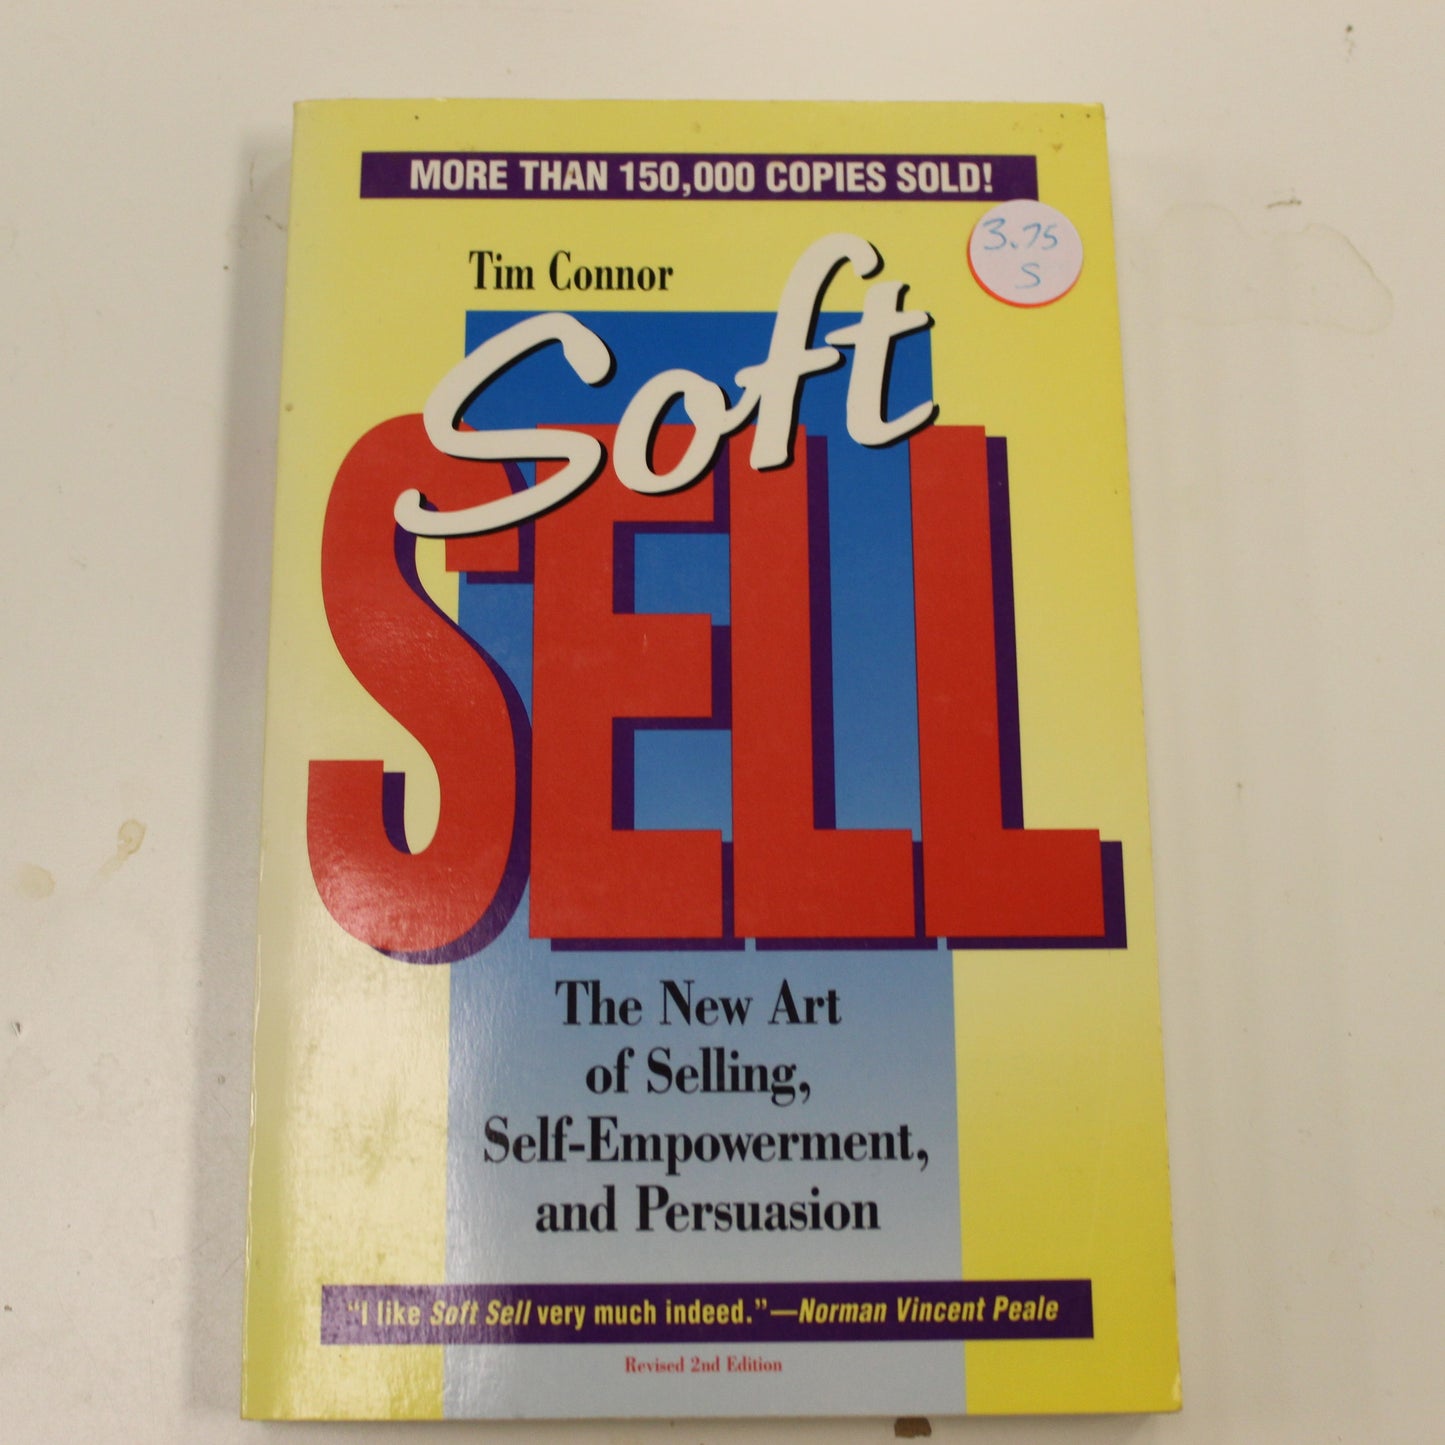 MORE THAN 150,000 COPIES SOLD!
3.75
S
Tim Connor
Soft
SELL
The New Art
of Selling,
Self-Empowerment,
and Persuasion
"I like Soft Sell very much indeed."—Norman Vincent Peale
Revised 2nd Edition